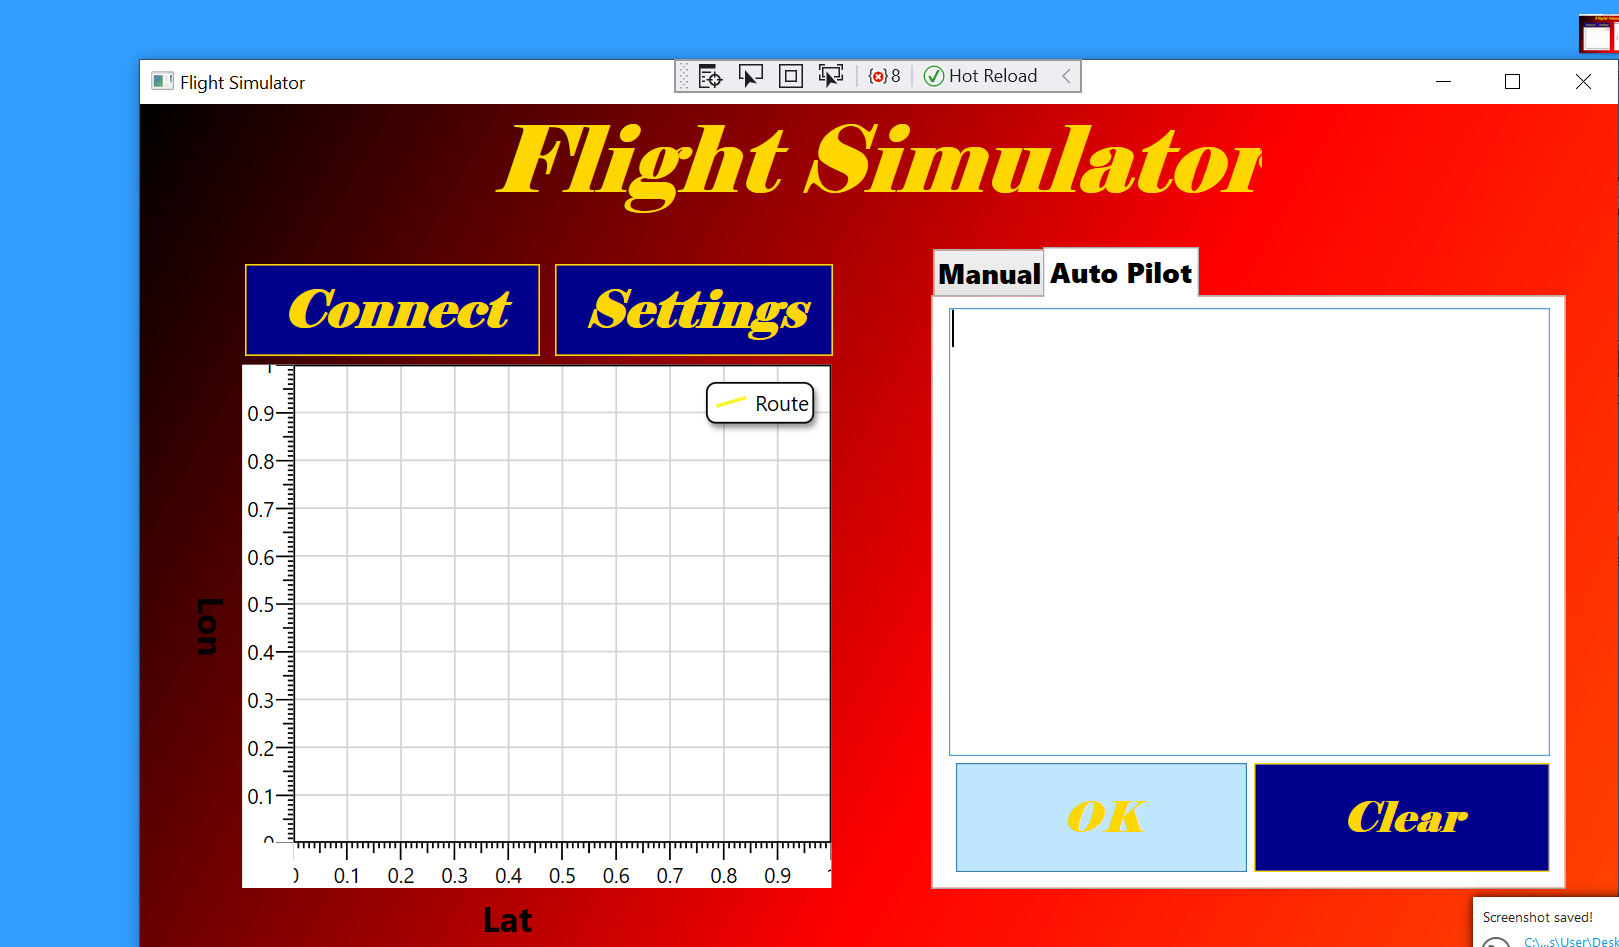 Flight Simulator
8
Hot Reload
Flight Simulator
Connect
Settings
Manual
Auto Pilot
Route
0.9
0.8
0.7
0.6
0.5
0.4
0.3
0.2
0.1
Lon
0.1 0.2 0.3 0.4 0.5 0.6 0.7 0.8 0.9
Lat
OK
Clear
Screenshot saved!
C:\...s\User\Desk